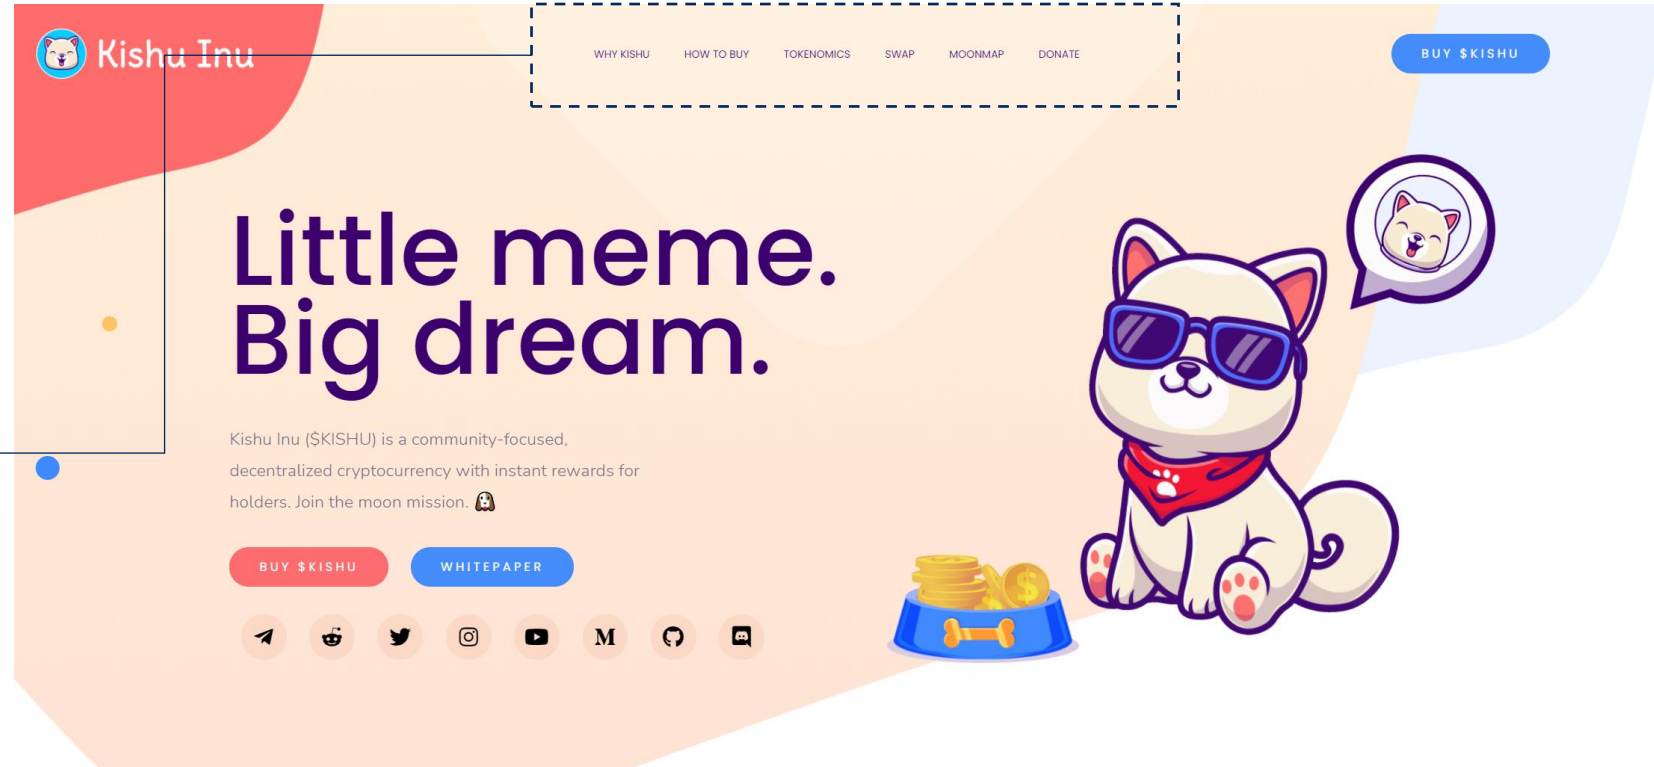 Kishu Inu
WHY KISHU HOW TO BUY TOKENOMICS SWAP MOONMAP DONATE
BUY $KISHU
Little meme.
Big dream.
Kishu Inu ($KISHU) is a community-focused,
decentralized cryptocurrency with instant rewards for
holders. Join the moon mission.
BUY $KISHU WHITEPAPER